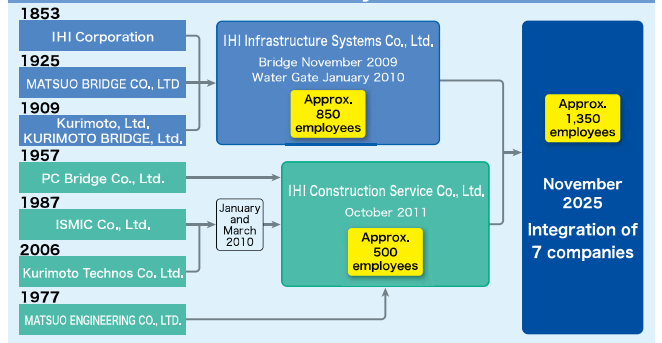 1853
IHI Corporation
1925
MATSUO BRIDGE CO., LTD
1909
Kurimoto, Ltd.
KURIMOTO BRIDGE, Ltd.
1957
PC Bridge Co., Ltd.
1987
ISMIC Co., Ltd.
2006
Kurimoto Technos Co. Ltd.
1977
MATSUO ENGINEERING CO., LTD.
January
and
March
2010
IHI Infrastructure Systems Co., Ltd.
Bridge November 2009
Water Gate January 2010
Approx.
850
employees
IHI Construction Service Co., Ltd.
October 2011
Approx.
500
employees
Approx.
1,350
employees
November
2025
Integration of
7 companies